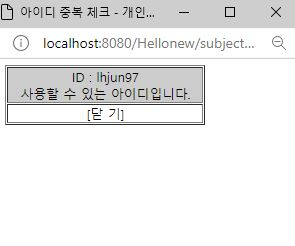 아이디 중복 체크 - 개인...
localhost:8080/Hellonew/subject...
ID : lhjun97
사용할 수 있는 아이디입니다.
[닫 기]